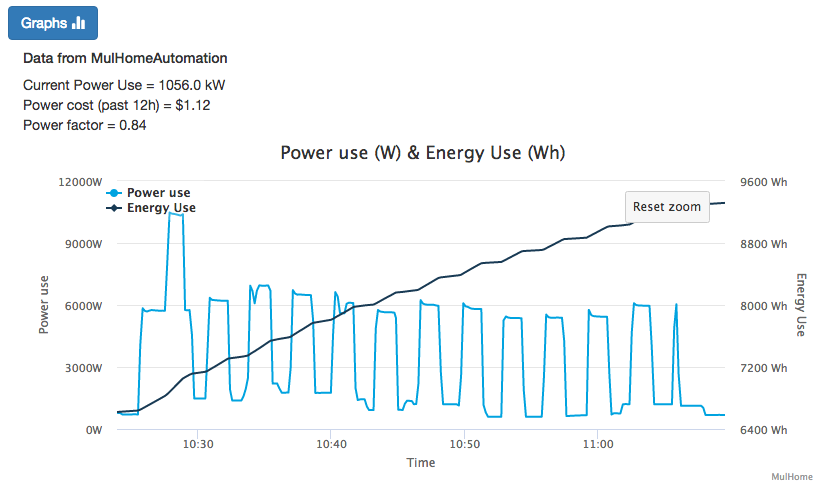 Graphs
Data from MulHomeAutomation
Current Power Use = 1056.0 kW
Power cost (past 12h) = $1.12
Power factor = 0.84
Power use (W) & Energy Use (Wh)
12000W
9000W
6000W
3000W
0W
Power use
Power use
Energy Use
Reset zoom
9600 Wh
8800 Wh
8000 Wh
7200 Wh
6400 Wh
Energy Use
10:30 10:40 10:50 11:00
Time
MulHome